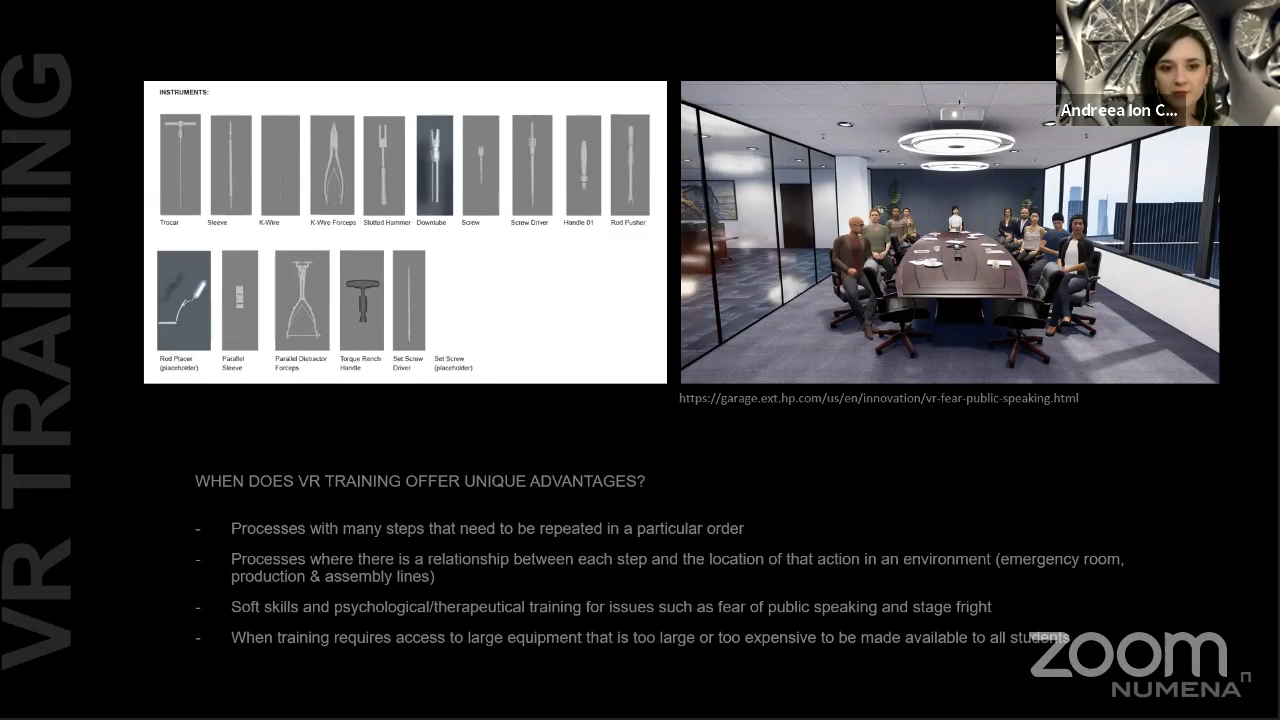 VR TRAINING
INSTRUMENTS:
Trocar
Sleeve
K-Wire
K-Wire Forceps
Slotted Hammer
Downtube
Screw
Screw Driver
Handle 01
Rod Pusher
Rod Placer
(placeholder)
Parallel
Sleeve
Parallel Distractor
Forceps
Torque Rench
Handle
Set Screw
Driver
Set Screw
(placeholder)
Andreea Ion C...
https://garage.ext.hp.com/us/en/innovation/vr-fear-public-speaking.html
WHEN DOES VR TRAINING OFFER UNIQUE ADVANTAGES?
- Processes with many steps that need to be repeated in a particular order
- Processes where there is a relationship between each step and the location of that action in an environment (emergency room,
production & assembly lines)
- Soft skills and psychological/therapeutical training for issues such as fear of public speaking and stage fright
- When training requires access to large equipment that is too large or too expensive to be made available to all students
zoom
NUMENA